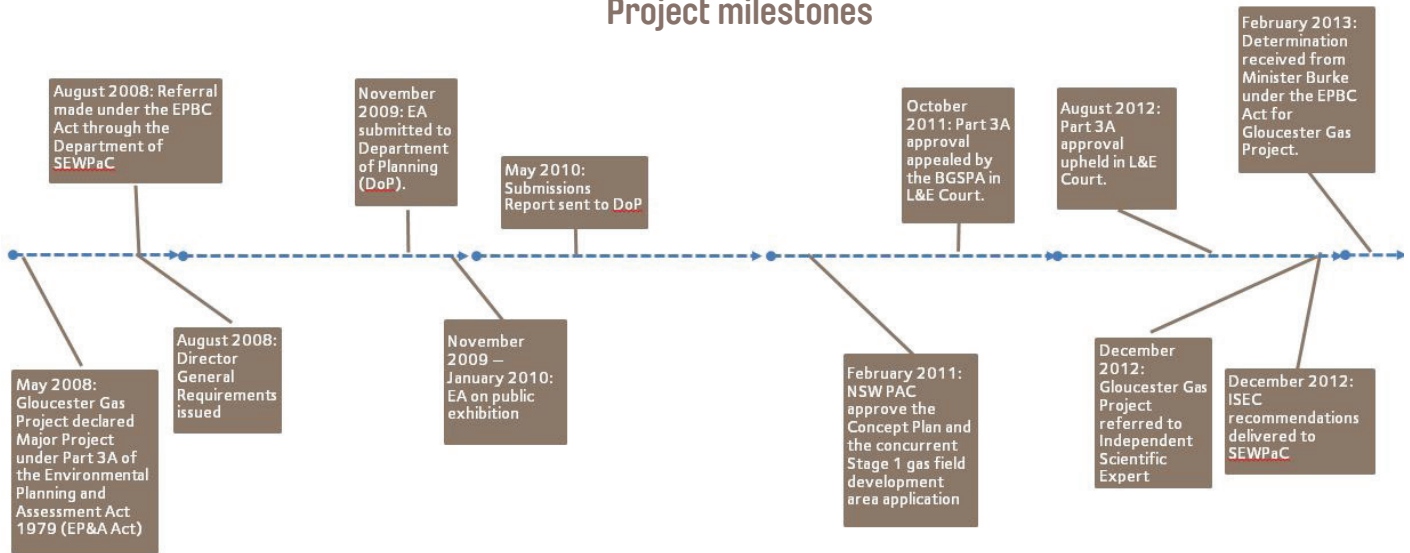 Project milestones
August 2008: Referral
made under the EPBC
Act through the
Department of
SEWPaC
November
2009: EA
submitted to
Department
of Planning
(DoP).
May 2010:
Submissions
Report sent to DoP
October
2011: Part 3A
approval
appealed by
the BGSPA in
L&E Court.
August 2012:
Part 3A
approval
upheld in L&E
Court.
February 2013:
Determination
received from
Minister Burke
under the EPBC
Act for
Gloucester Gas
Project.
May 2008:
Gloucester Gas
Project declared
Major Project
under Part 3A of
the Environmental
Planning and
Assessment Act
1979 (EP&A Act)
August 2008:
Director
General
Requirements
issued
November
2009 –
January 2010:
EA on public
exhibition
February 2011:
NSW PAC
approve the
Concept Plan and
the concurrent
Stage 1 gas field
development
area application
December
2012:
Gloucester Gas
Project
referred to
Independent
Scientific
Expert
December 2012:
ISEC
recommendations
delivered to
SEWPaC